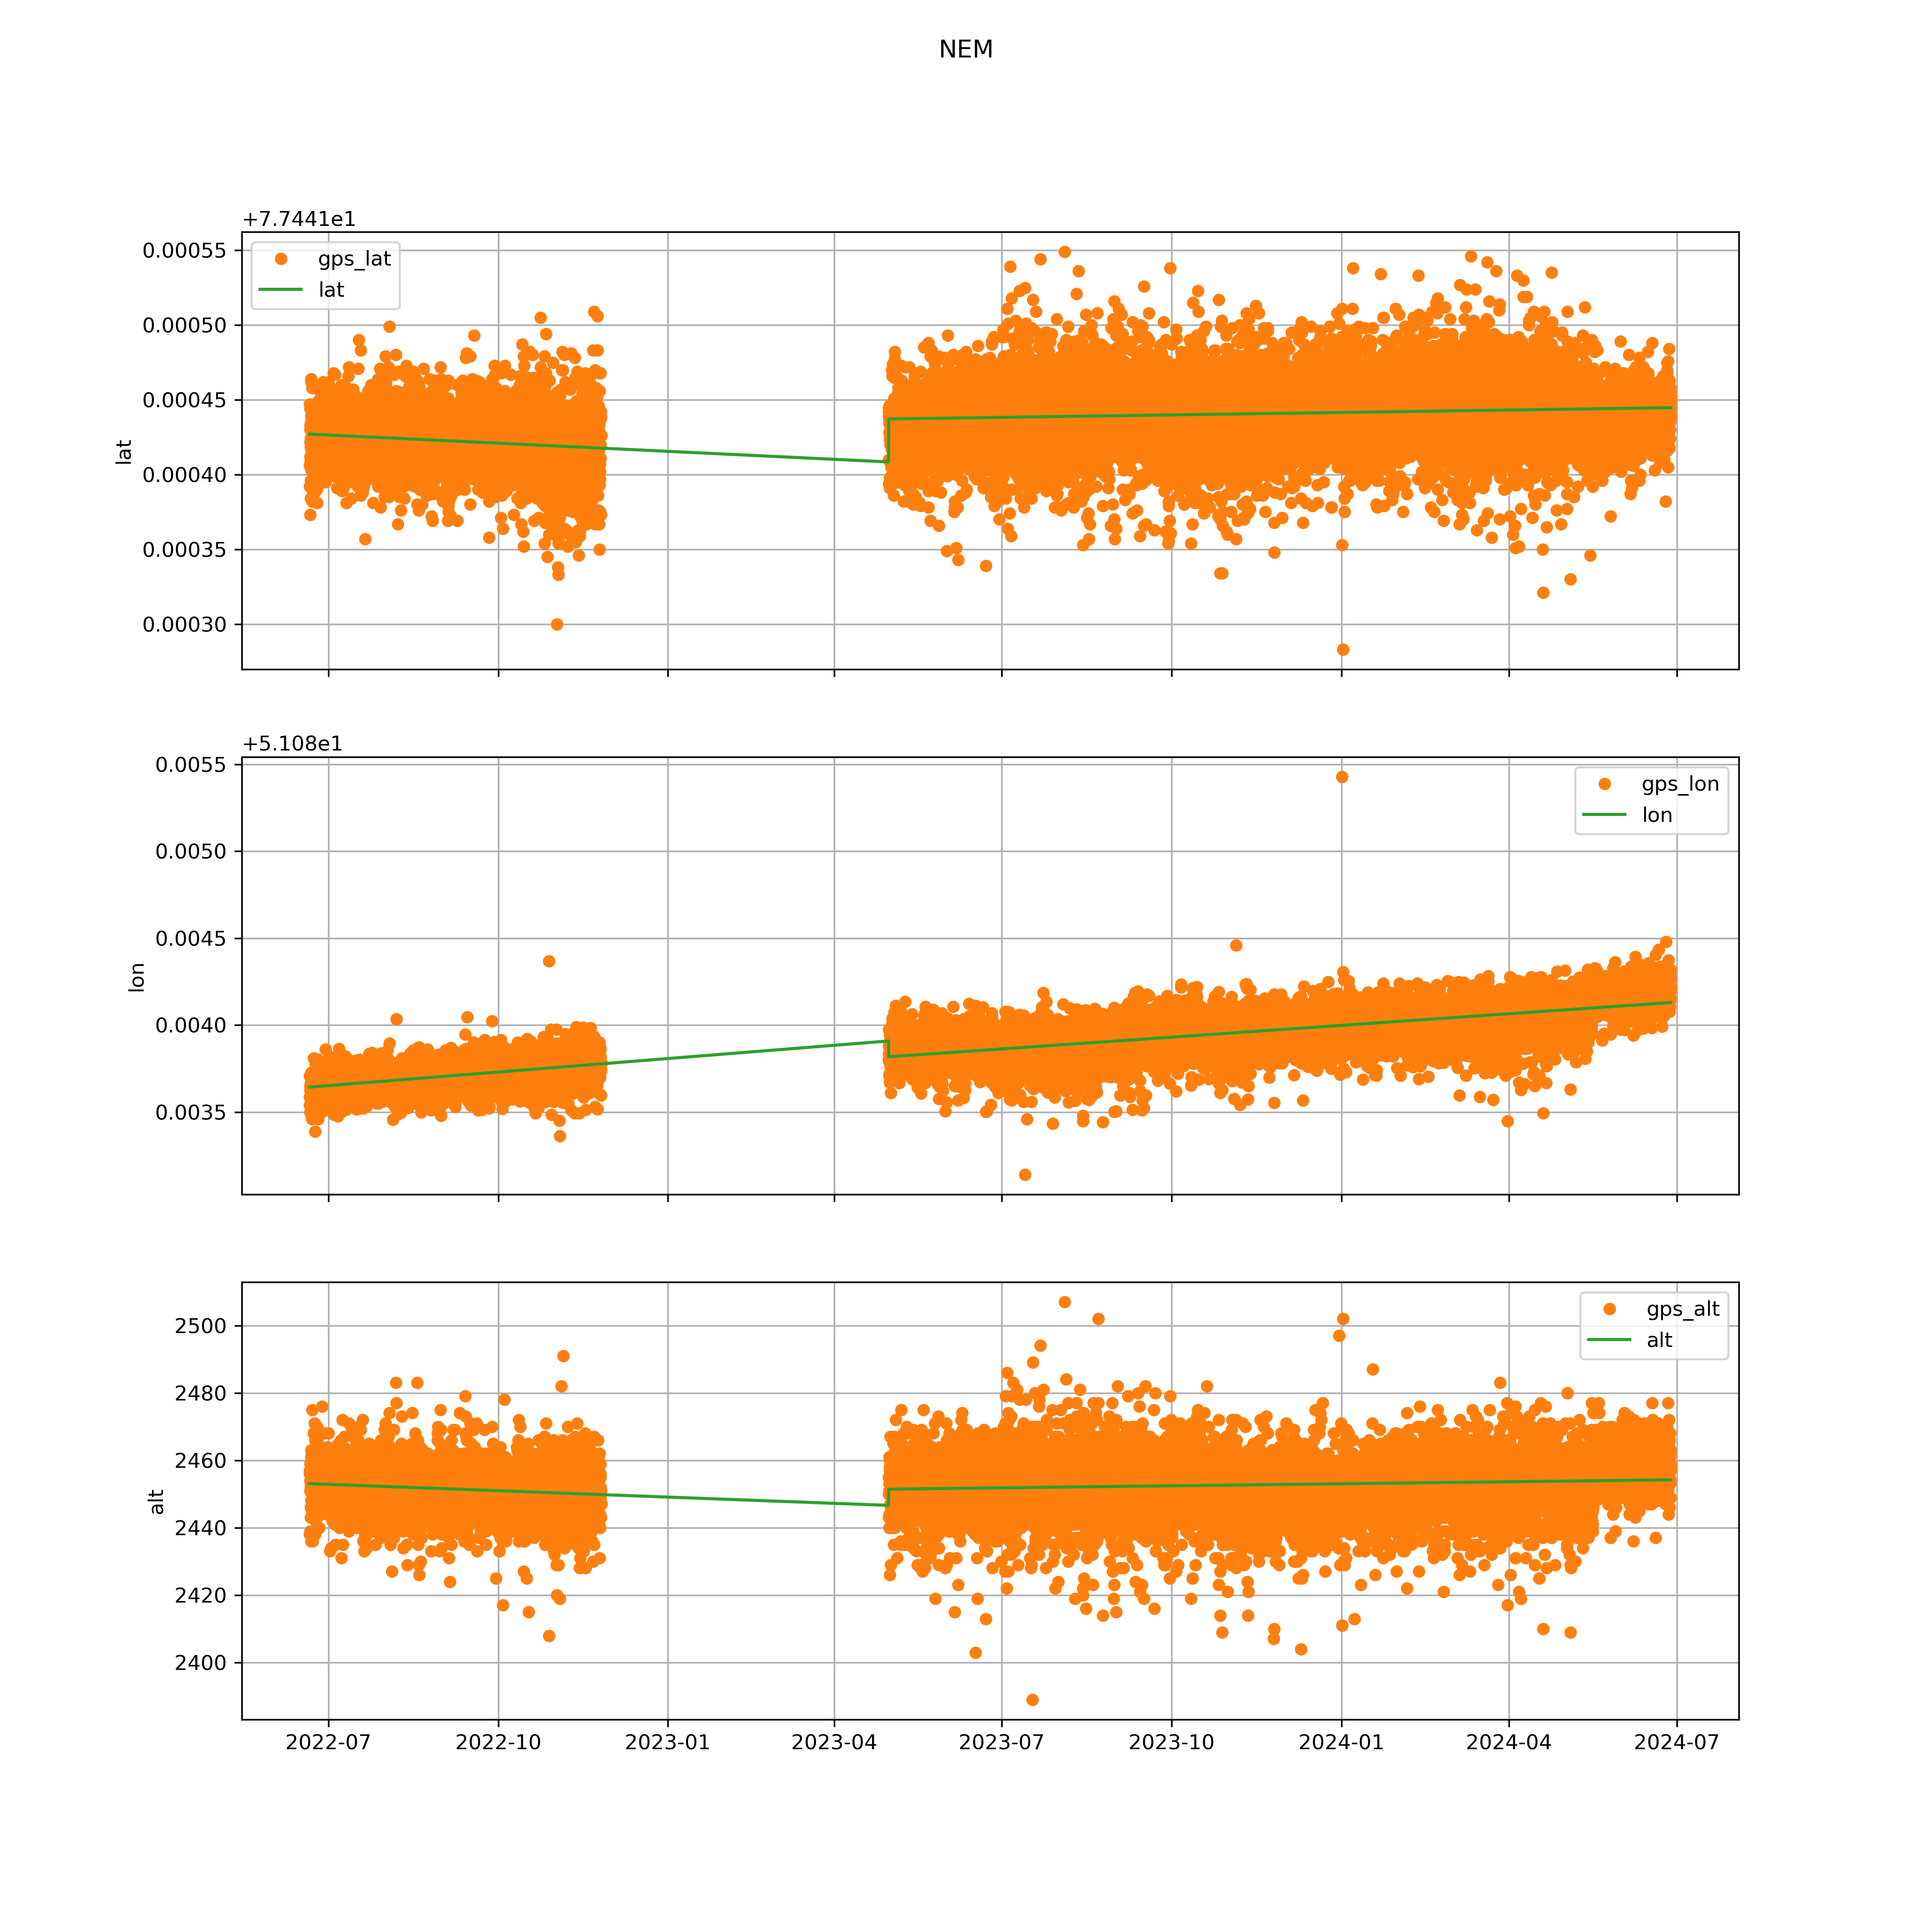 NEM
+7.7441e1
0.00055
0.00050
0.00045
0.00040
0.00035
0.00030
lat
gps_lat
lat
+5.108e1
0.0055
0.0050
0.0045
0.0040
0.0035
lon
gps_lon
lon
2500
2480
2460
2440
2420
2400
alt
gps_alt
alt
2022-07 2022-10 2023-01 2023-04 2023-07 2023-10 2024-01 2024-04 2024-07